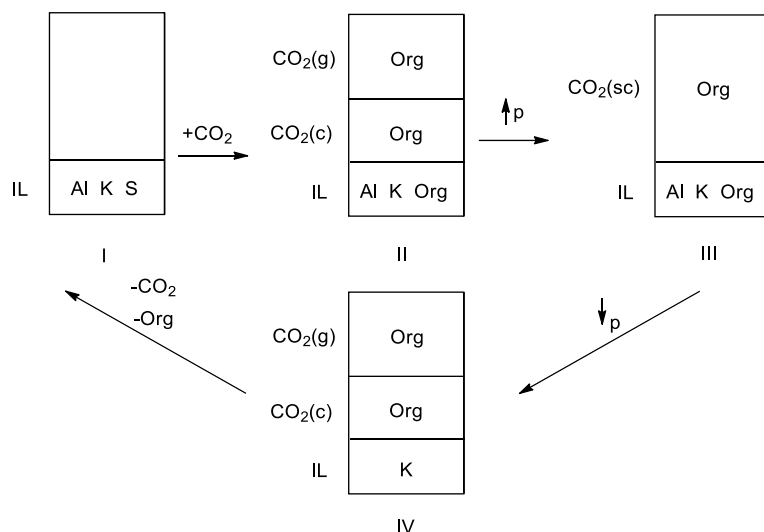 CO2(g) Org
CO2(sc) Org
+CO2 CO2(c) Org ↑p
IL Al K S IL Al K Org IL Al K Org
I II III
-CO2
-Org
CO2(g) Org ↓p
CO2(c) Org
IL K
IV